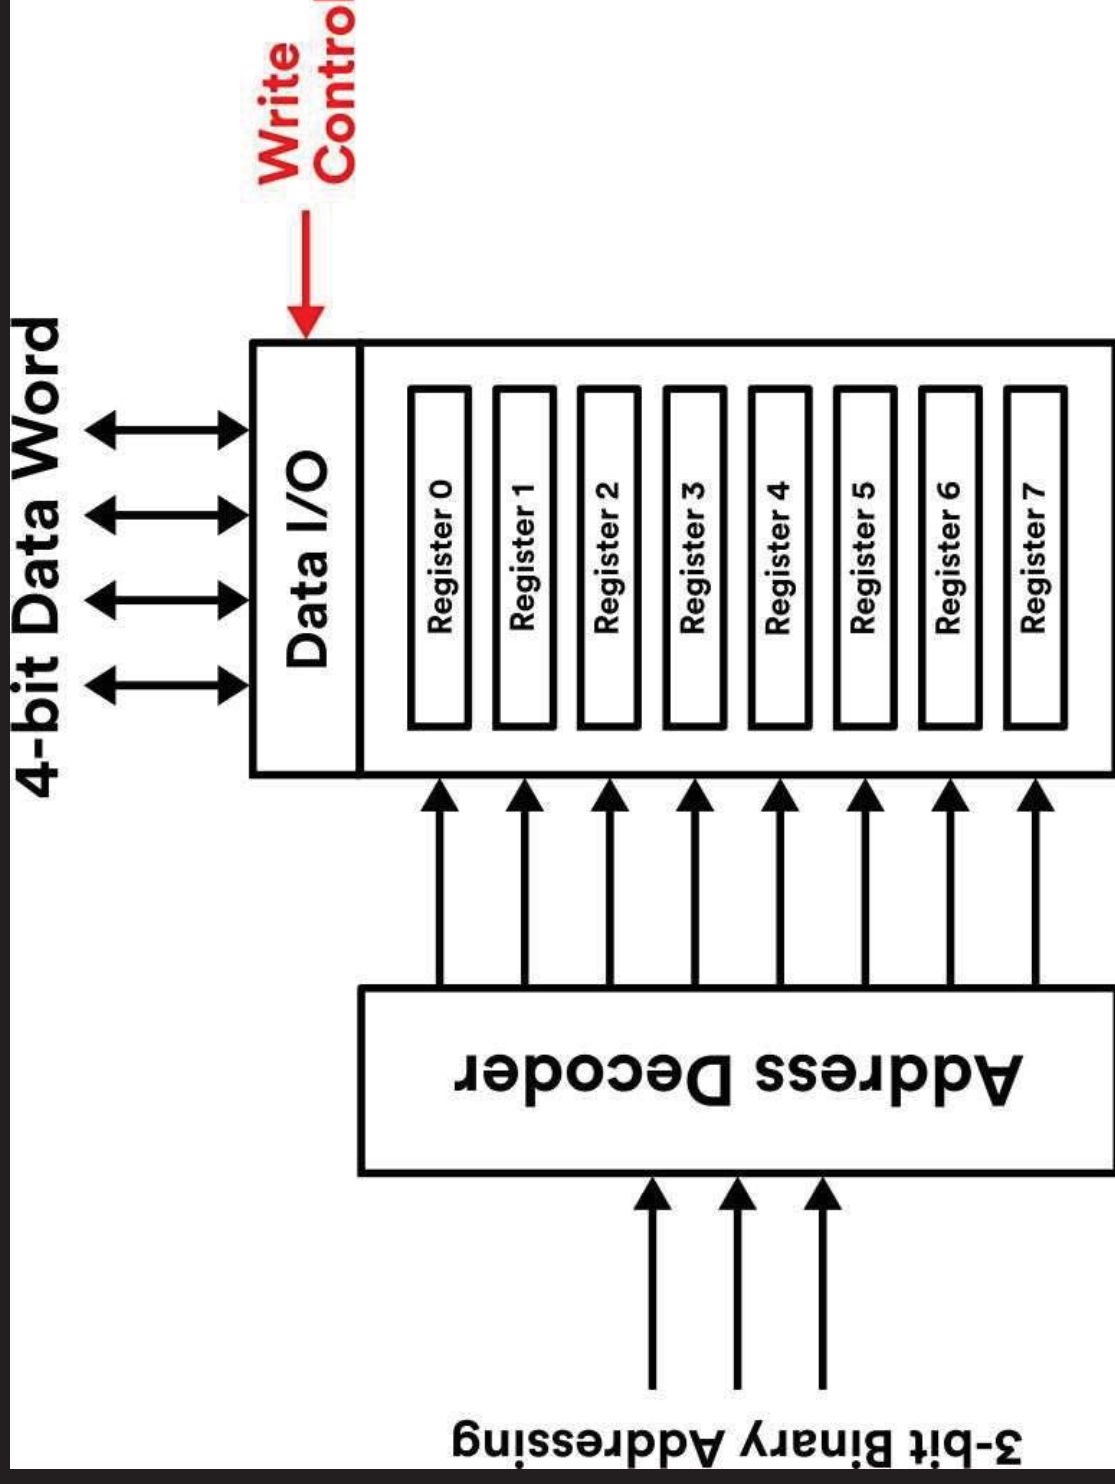 4-bit Data Word
Write
Control
Data I/O
Register 0
Register 1
Register 2
Register 3
Register 4
Register 5
Register 6
Register 7
Address Decoder
3-bit Binary Addressing